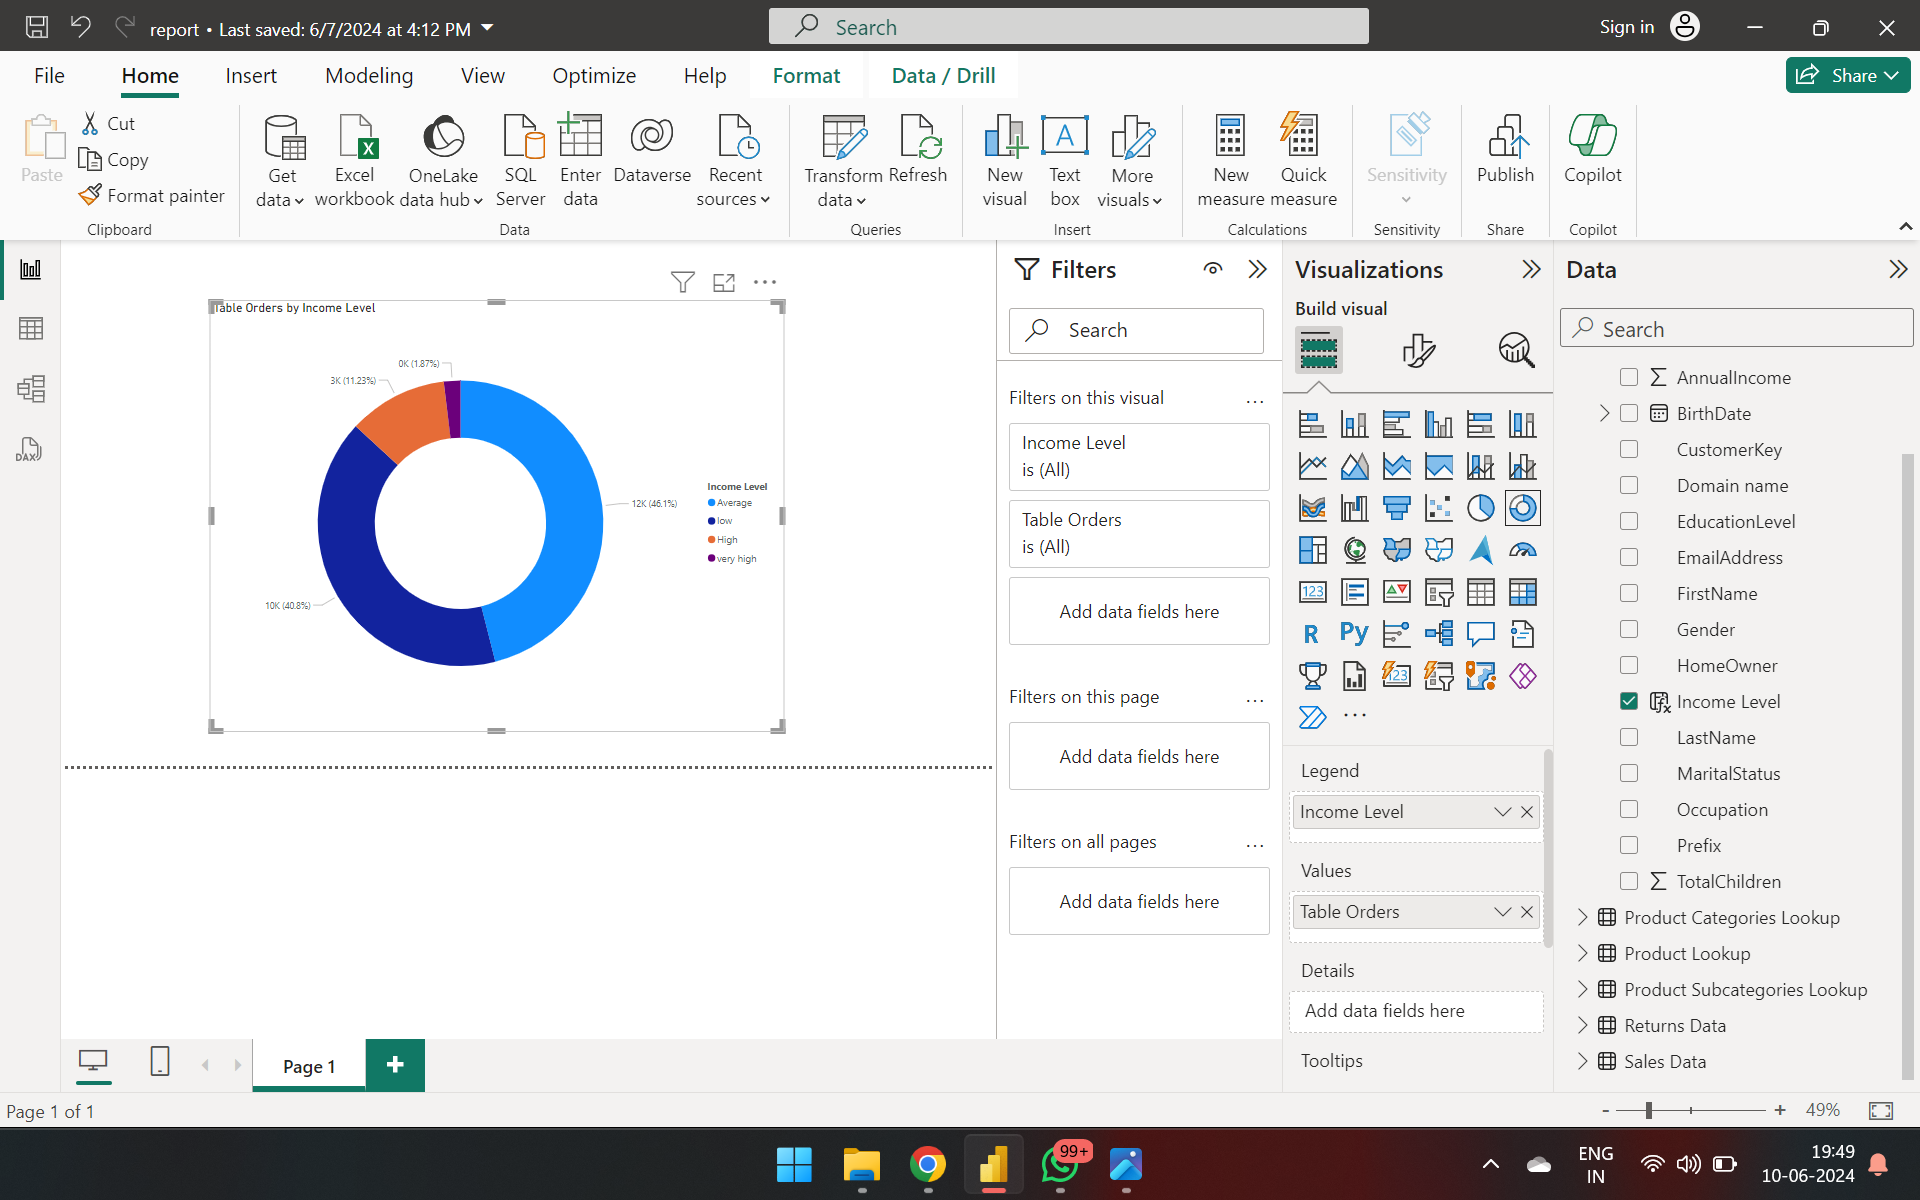 report • Last saved: 6/7/2024 at 4:12 PM
Search
Sign in
File
Home
Insert
Modeling
View
Optimize
Help
Format
Data / Drill
Share
Paste
Cut
Copy
Format painter
Clipboard
Get data
Excel workbook
OneLake data hub
SQL Server
Enter data
Dataverse
Recent sources
Data
Transform data
Refresh
Queries
New visual
Text box
More visuals
Insert
New measure
Quick measure
Calculations
Sensitivity
Sensitivity
Publish
Share
Copilot
Copilot
DAX
Table Orders by Income Level
0K (1.87%)
3K (11.23%)
12K (46.1%)
10K (40.8%)
Income Level
Average
low
High
very high
Filters
Search
Filters on this visual
Income Level
is (All)
Table Orders
is (All)
Add data fields here
Filters on this page
Add data fields here
Filters on all pages
Add data fields here
Visualizations
Build visual
123
R
Py
123
Legend
Income Level
Values
Table Orders
Details
Add data fields here
Tooltips
Data
Search
AnnualIncome
BirthDate
CustomerKey
Domain name
EducationLevel
EmailAddress
FirstName
Gender
HomeOwner
Income Level
LastName
MaritalStatus
Occupation
Prefix
TotalChildren
Product Categories Lookup
Product Lookup
Product Subcategories Lookup
Returns Data
Sales Data
Page 1
Page 1 of 1
- + 49%
99+
ENG
IN
19:49
10-06-2024